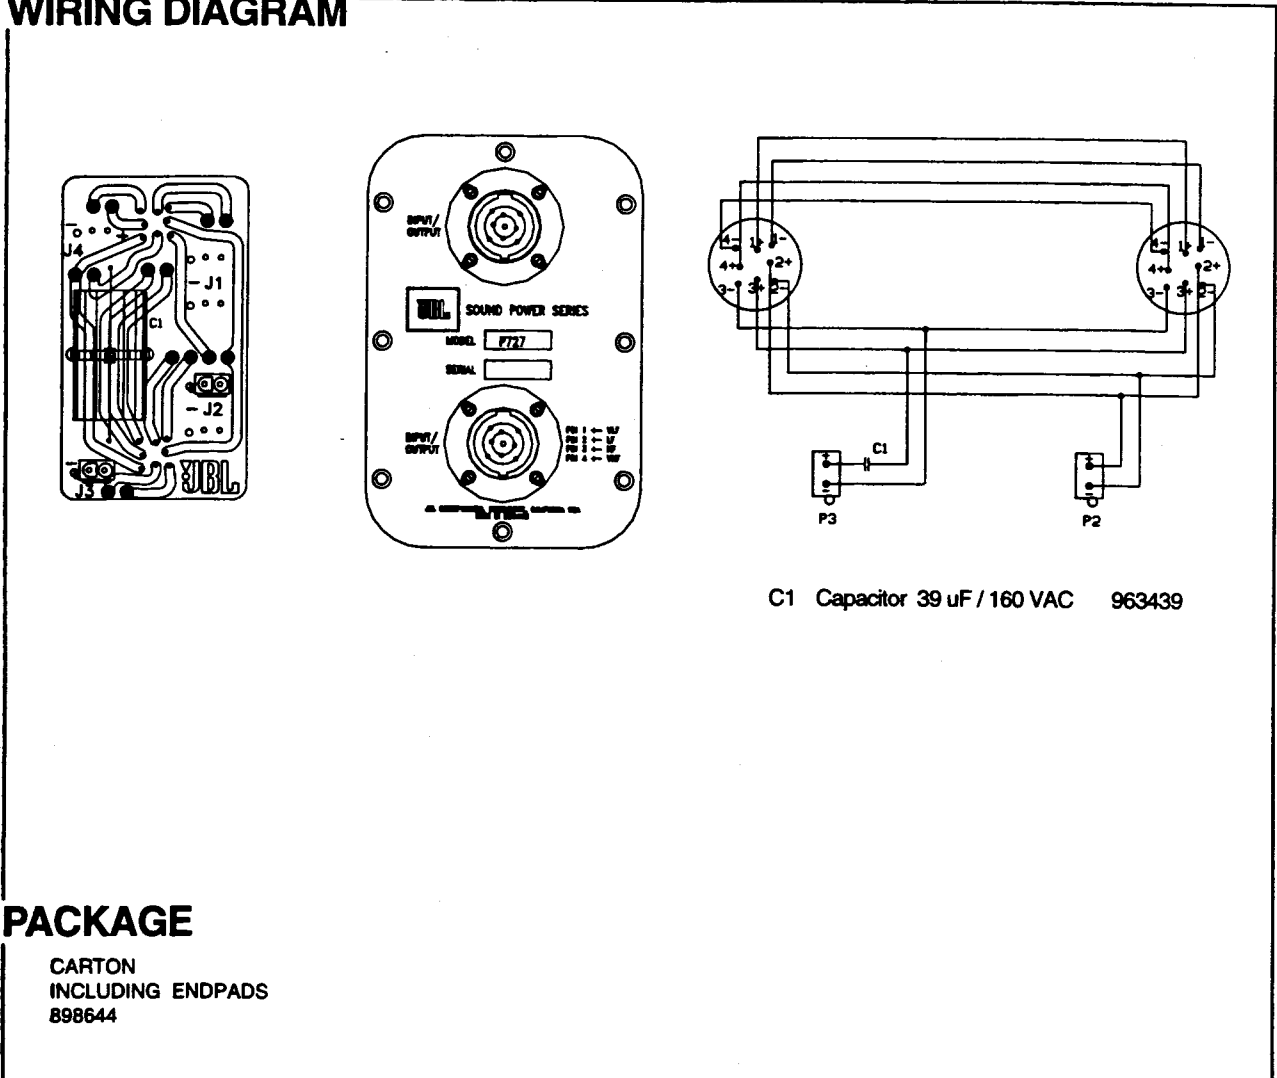 WIRING DIAGRAM
J4
J1
C1
J2
J3
JBL
INPUT/
OUTPUT
JBL
SOUND POWER SERIES
MODEL P727
SERIAL
INPUT/
OUTPUT
4-
1+
1-
4+
2+
3-
3+
2-
4-
1+
1-
4+
2+
3-
3+
2-
C1
+
-
P3
+
-
P2
C1 Capacitor 39 uF / 160 VAC 963439
PACKAGE
CARTON
INCLUDING ENDPADS
898644